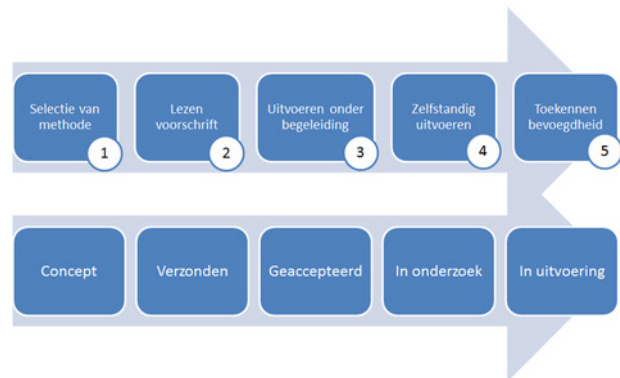 Selectie van
methode
1
Lezen
voorschrift
2
Uitvoeren onder
begeleiding
3
Zelfstandig
uitvoeren
4
Toekennen
bevoegdheid
5
Concept
Verzonden
Geaccepteerd
In onderzoek
In uitvoering